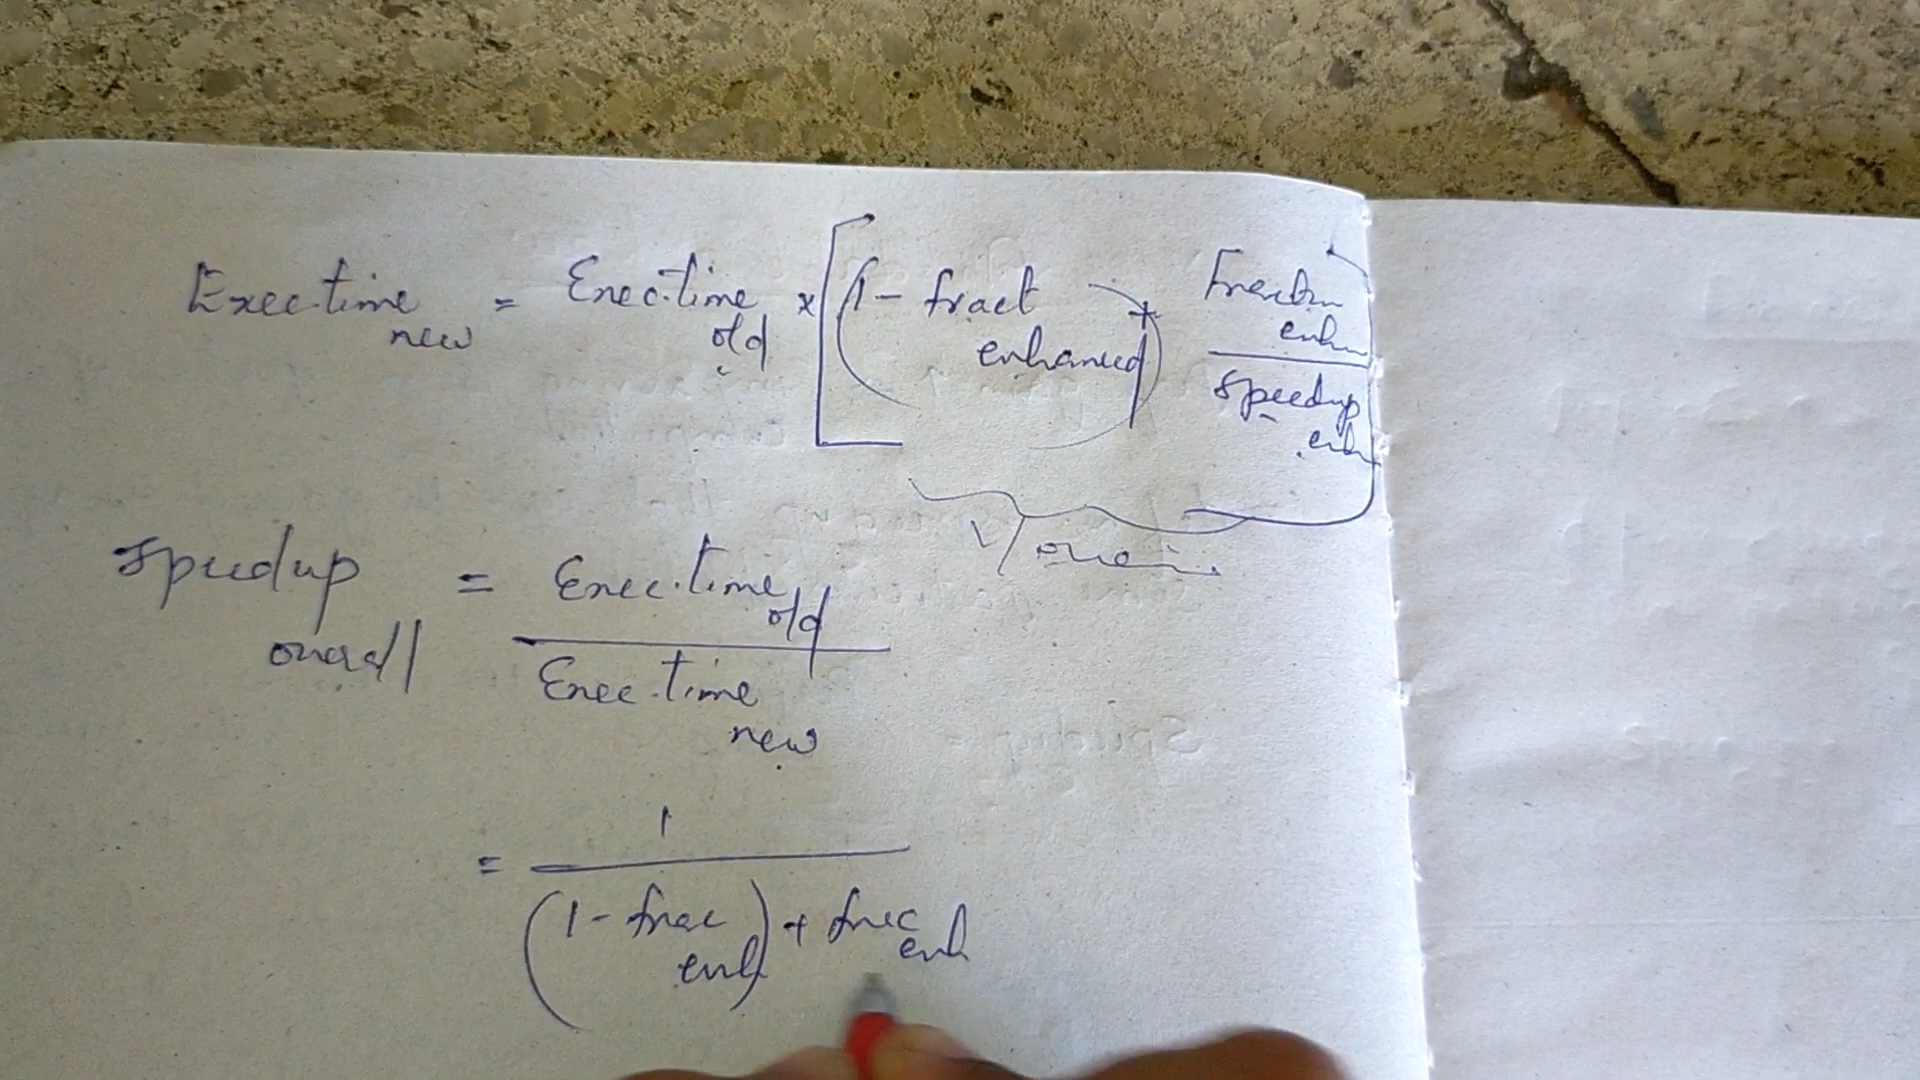 Exec.time new = Exec.time old × [(1 - fract enhanced) + Fraction enh / Speedup enh]
Speedup overall = Exec.time old / Exec.time new
= 1 / (1 - frac enh) + frac enh